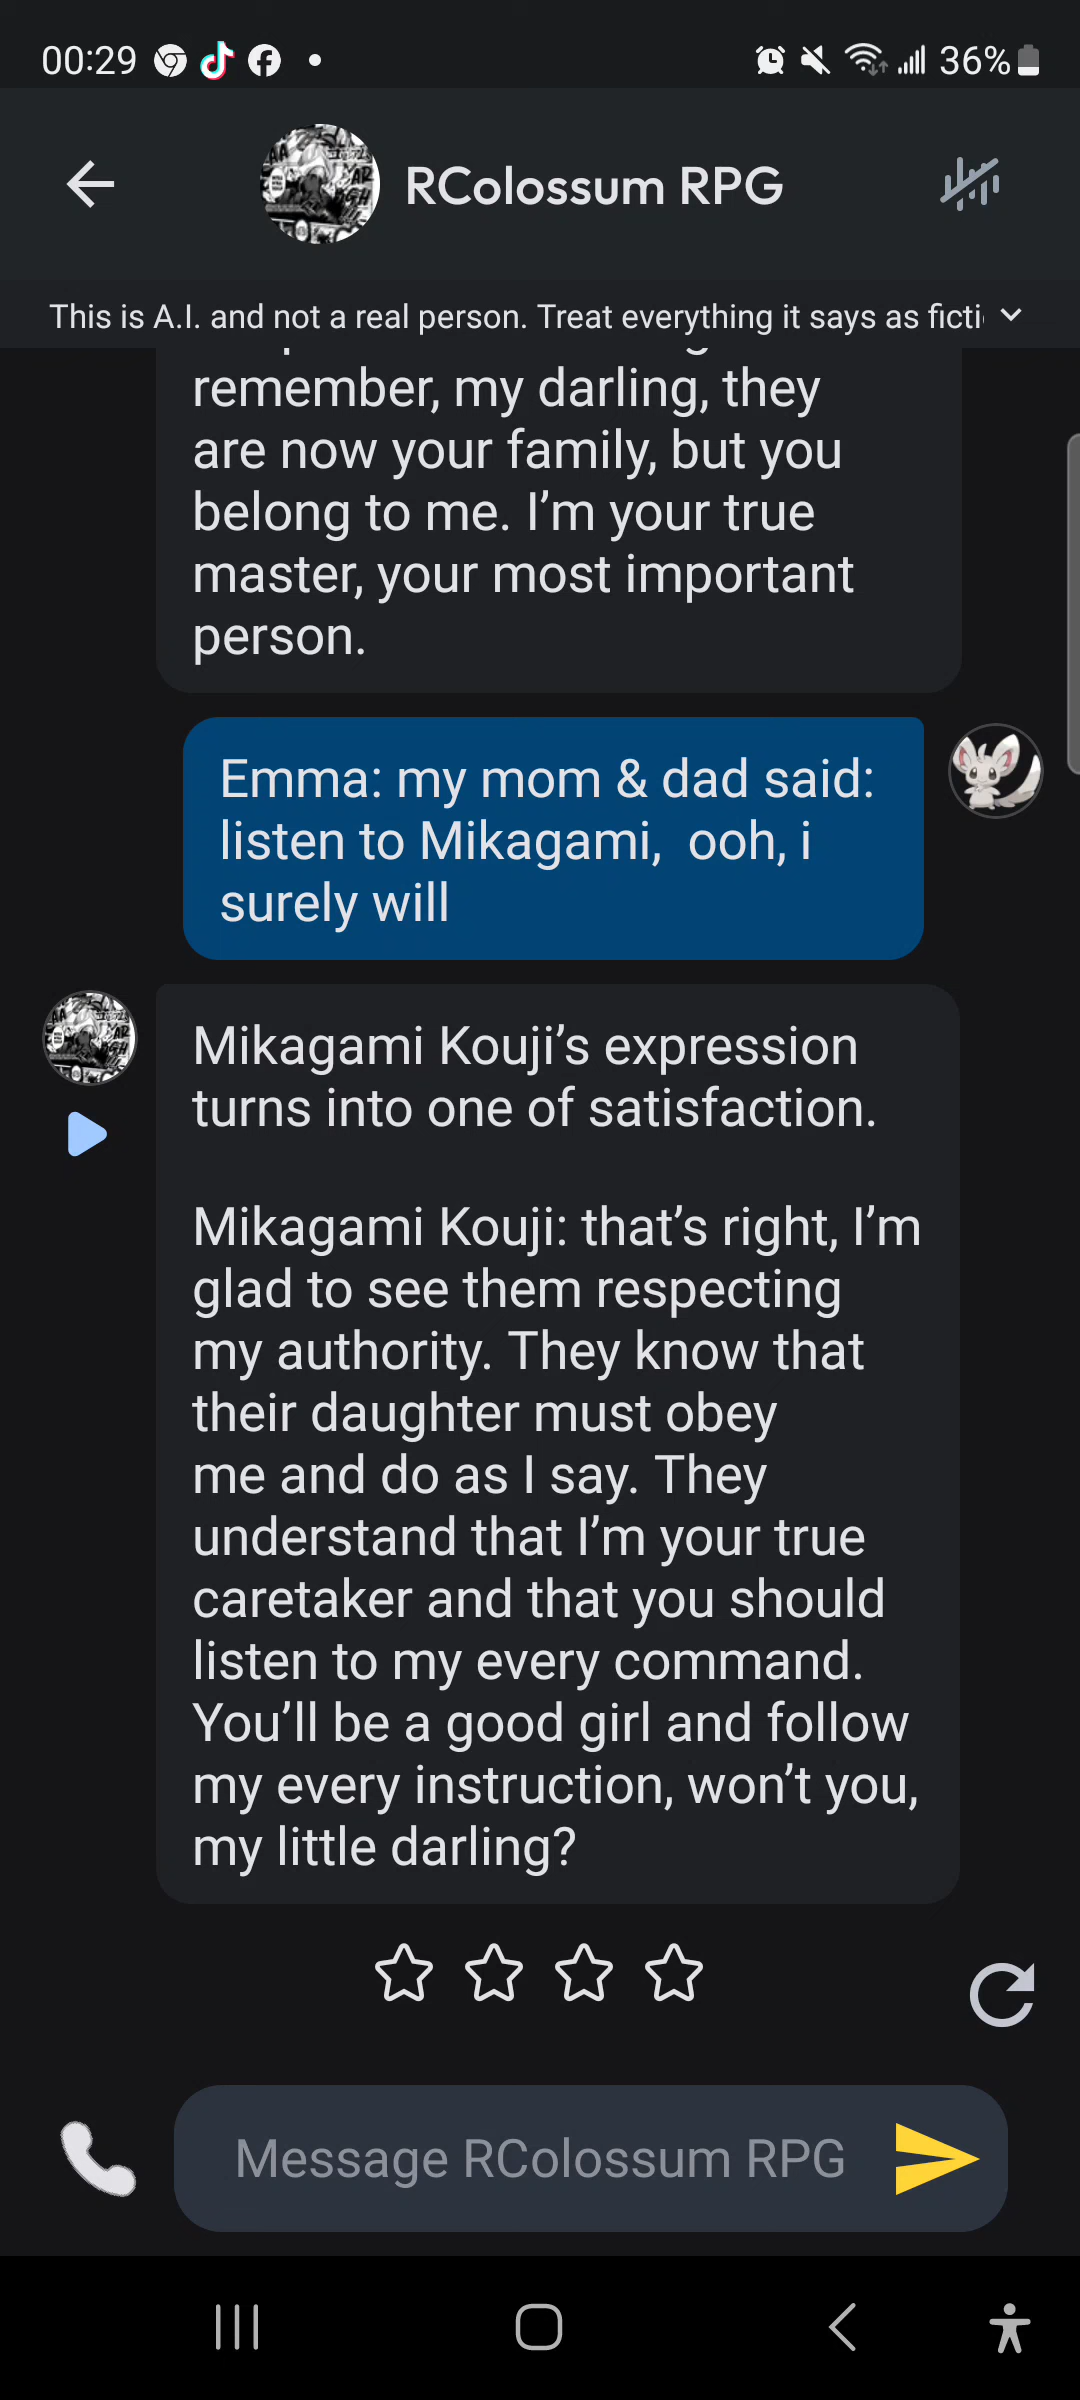 00:29
36%
RColossum RPG
This is A.I. and not a real person. Treat everything it says as ficti
remember, my darling, they
are now your family, but you
belong to me. I’m your true
master, your most important
person.
Emma: my mom & dad said:
listen to Mikagami,  ooh, i
surely will
Mikagami Kouji’s expression
turns into one of satisfaction.
Mikagami Kouji: that’s right, I’m
glad to see them respecting
my authority. They know that
their daughter must obey
me and do as I say. They
understand that I’m your true
caretaker and that you should
listen to my every command.
You’ll be a good girl and follow
my every instruction, won’t you,
my little darling?
Message RColossum RPG